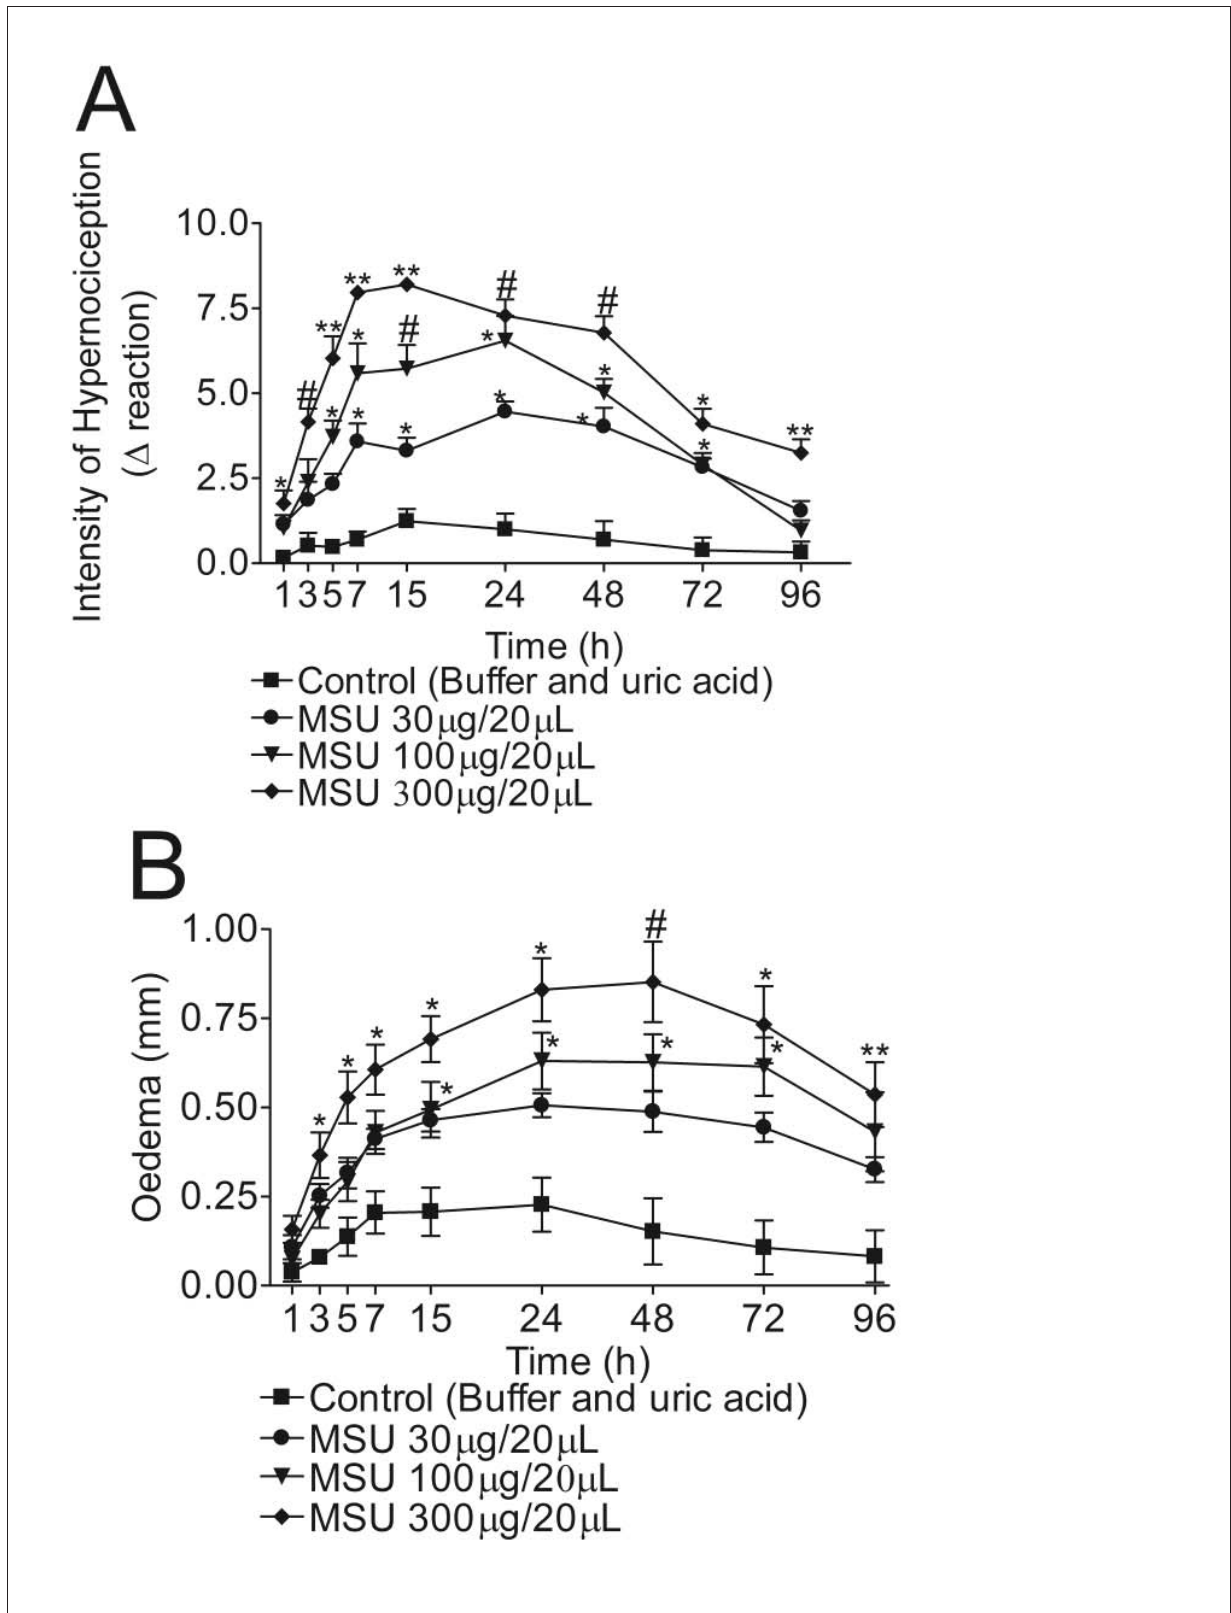 A
Intensity of Hypernociception
(Δ reaction)
10.0
7.5
5.0
2.5
0.0
* # ** ** ** # # * **
* * # * * * *
* * * *
1 3 5 7 15 24 48 72 96
Time (h)
Control (Buffer and uric acid)
MSU 30μg/20μL
MSU 100μg/20μL
MSU 300μg/20μL
B
Oedema (mm)
1.00
0.75
0.50
0.25
0.00
* * * * * # * **
* * * *
1 3 5 7 15 24 48 72 96
Time (h)
Control (Buffer and uric acid)
MSU 30μg/20μL
MSU 100μg/20μL
MSU 300μg/20μL